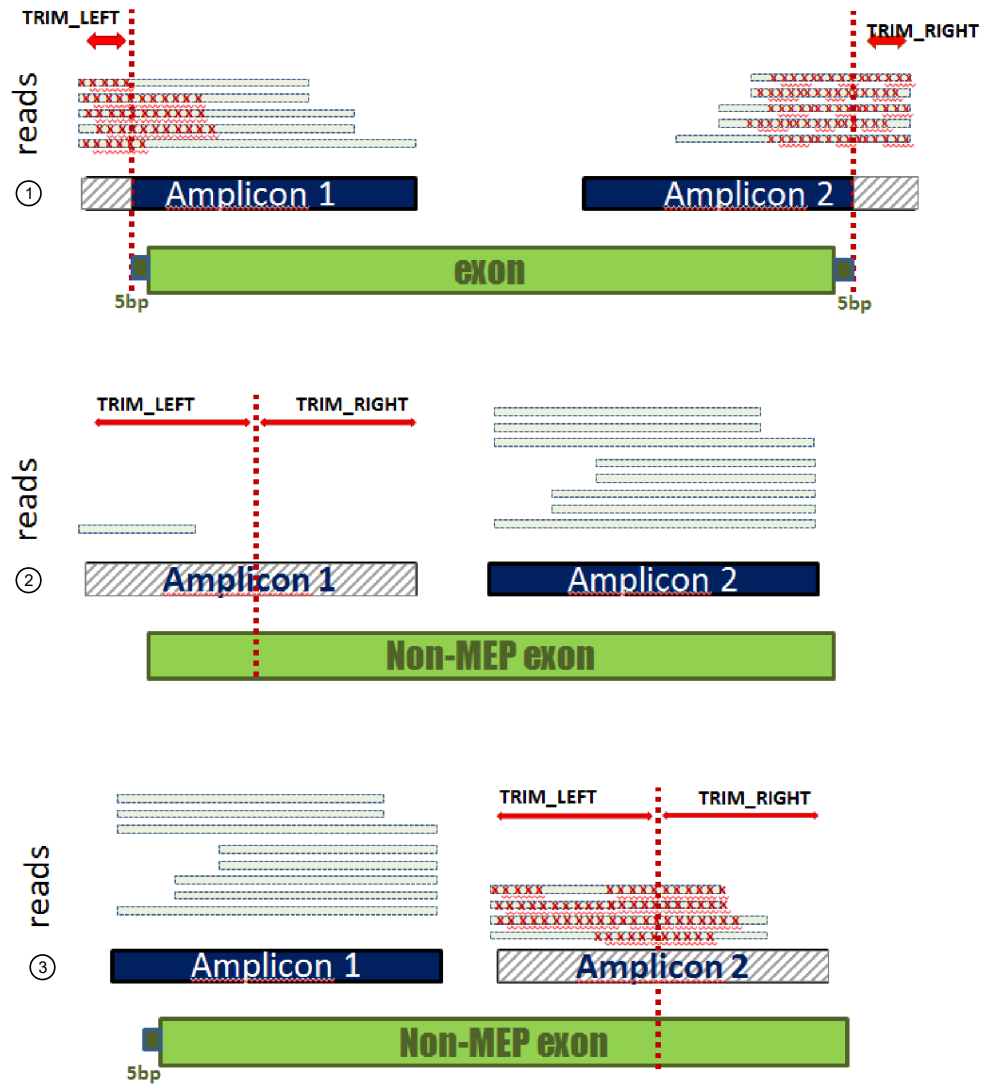 TRIM_LEFT
TRIM_RIGHT
reads
x x x x x x x x x x x x x x x
x x x x x x x x x x x x x x x x x x x x x x
1
Amplicon 1
Amplicon 2
exon
5bp
5bp
TRIM_LEFT
TRIM_RIGHT
reads
2
Amplicon 1
Amplicon 2
Non-MEP exon
TRIM_LEFT
TRIM_RIGHT
reads
3
Amplicon 1
Amplicon 2
Non-MEP exon
5bp